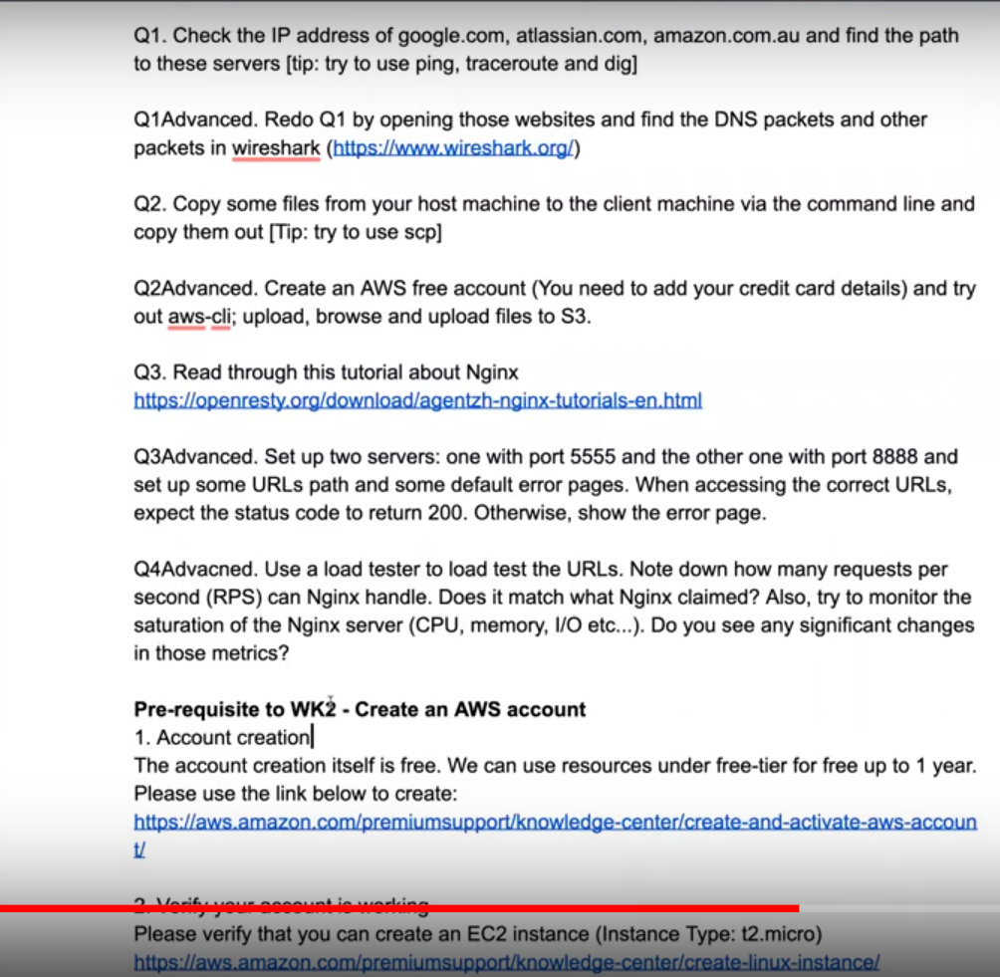 Q1. Check the IP address of google.com, atlassian.com, amazon.com.au and find the path
to these servers [tip: try to use ping, traceroute and dig]
Q1Advanced. Redo Q1 by opening those websites and find the DNS packets and other
packets in wireshark (https://www.wireshark.org/)
Q2. Copy some files from your host machine to the client machine via the command line and
copy them out [Tip: try to use scp]
Q2Advanced. Create an AWS free account (You need to add your credit card details) and try
out aws-cli; upload, browse and upload files to S3.
Q3. Read through this tutorial about Nginx
https://openresty.org/download/agentzh-nginx-tutorials-en.html
Q3Advanced. Set up two servers: one with port 5555 and the other one with port 8888 and
set up some URLs path and some default error pages. When accessing the correct URLs,
expect the status code to return 200. Otherwise, show the error page.
Q4Advacned. Use a load tester to load test the URLs. Note down how many requests per
second (RPS) can Nginx handle. Does it match what Nginx claimed? Also, try to monitor the
saturation of the Nginx server (CPU, memory, I/O etc...). Do you see any significant changes
in those metrics?
Pre-requisite to WK2 - Create an AWS account
1. Account creation
The account creation itself is free. We can use resources under free-tier for free up to 1 year.
Please use the link below to create:
https://aws.amazon.com/premiumsupport/knowledge-center/create-and-activate-aws-accoun
t/
2. Verify your account is working
Please verify that you can create an EC2 instance (Instance Type: t2.micro)
https://aws.amazon.com/premiumsupport/knowledge-center/create-linux-instance/